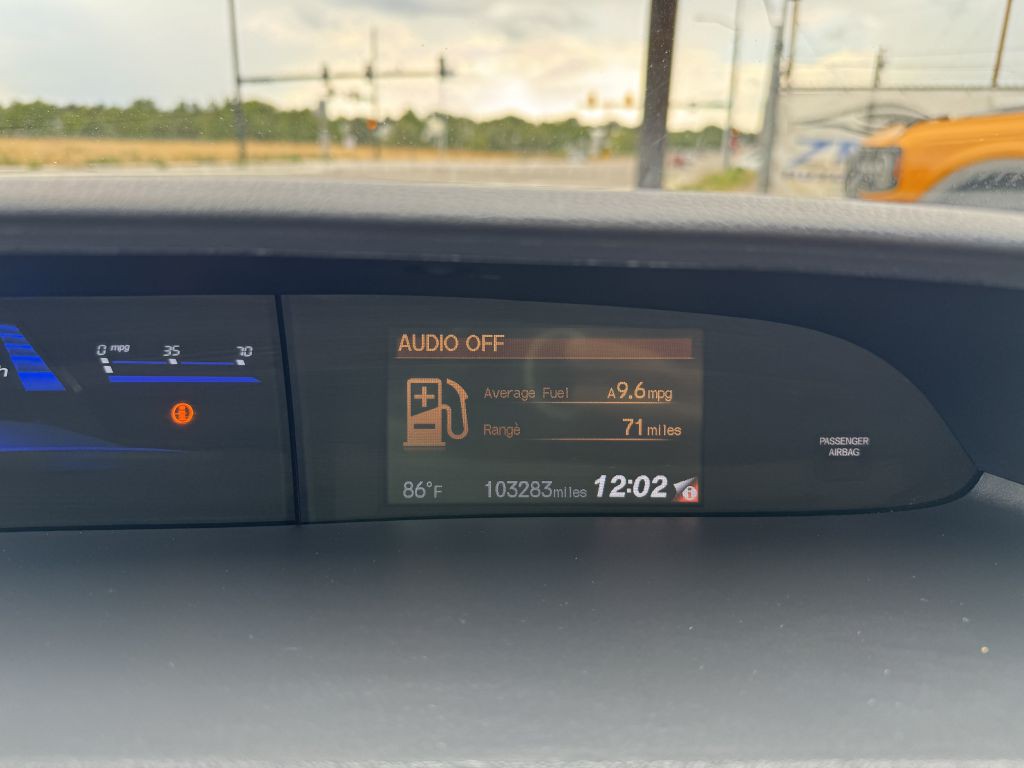 0 mpg 35 70
AUDIO OFF
Average Fuel A9.6mpg
Range 71 miles
86°F 103283miles 12:02
PASSENGER
AIRBAG